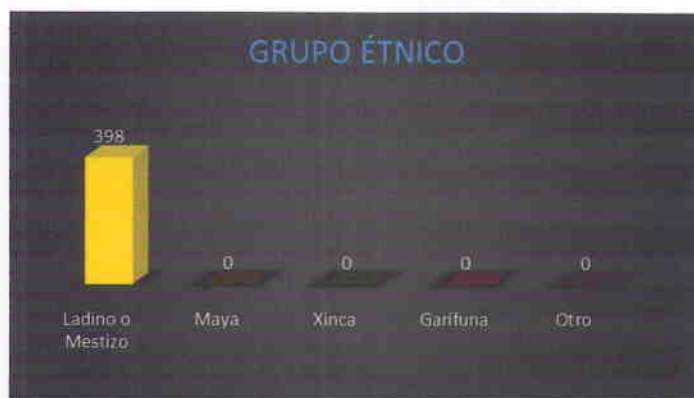 GRUPO ÉTNICO
398
0
0
0
0
Ladino o
Mestizo
Maya
Xinca
Garífuna
Otro